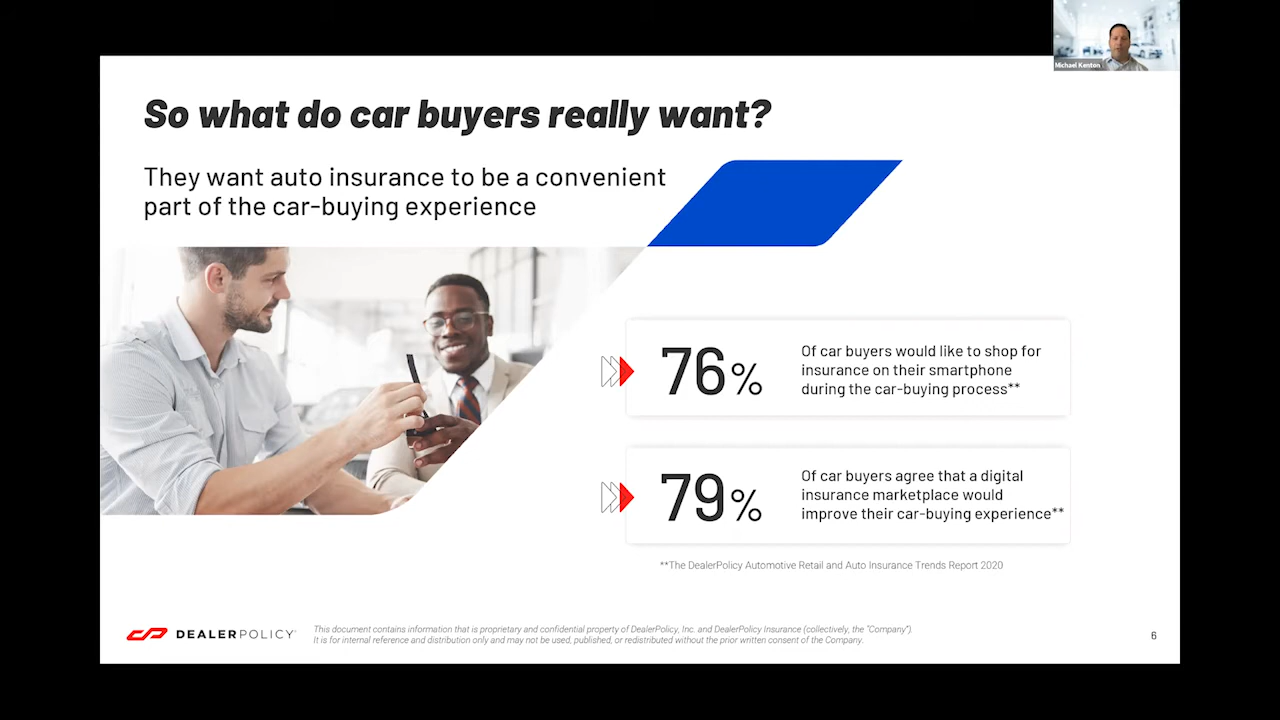 Michael Kenton
So what do car buyers really want?
They want auto insurance to be a convenient
part of the car-buying experience
76%
Of car buyers would like to shop for
insurance on their smartphone
during the car-buying process**
79%
Of car buyers agree that a digital
insurance marketplace would
improve their car-buying experience**
**The DealerPolicy Automotive Retail and Auto Insurance Trends Report 2020
DEALERPOLICY
This document contains information that is proprietary and confidential property of DealerPolicy, Inc. and DealerPolicy Insurance (collectively, the "Company").
It is for internal reference and distribution only and may not be used, published, or redistributed without the prior written consent of the Company.
6